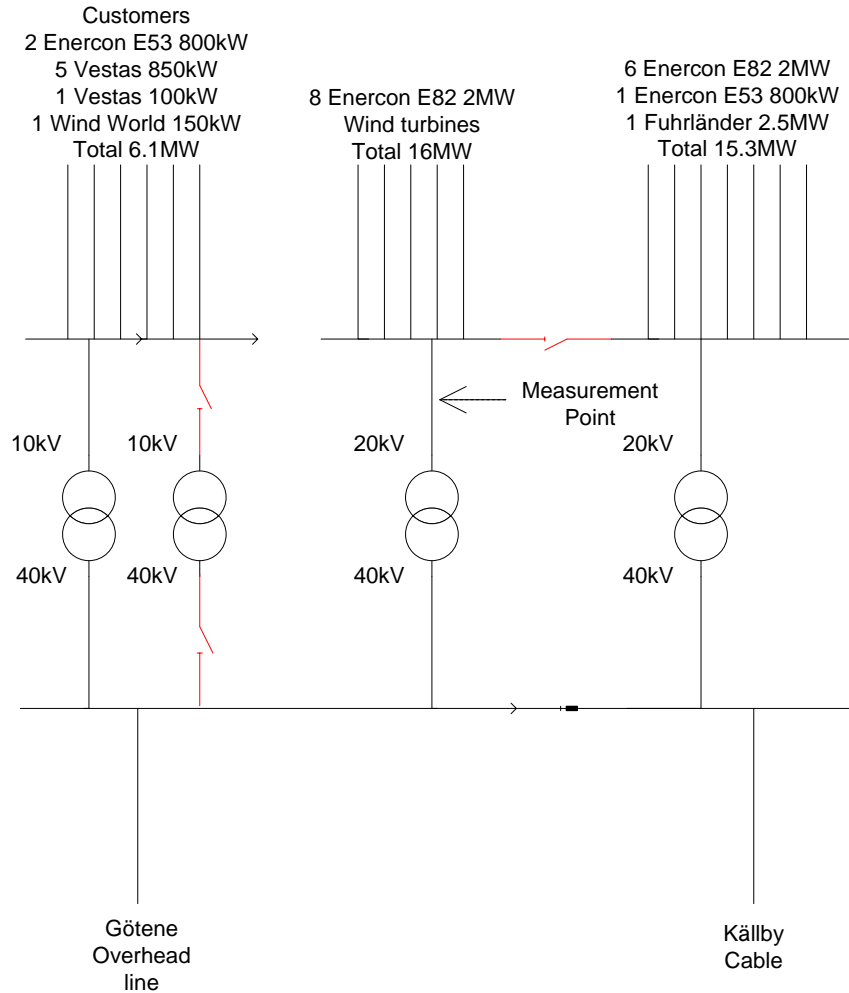 Customers
2 Enercon E53 800kW
5 Vestas 850kW
1 Vestas 100kW
1 Wind World 150kW
Total 6.1MW
8 Enercon E82 2MW
Wind turbines
Total 16MW
6 Enercon E82 2MW
1 Enercon E53 800kW
1 Fuhrländer 2.5MW
Total 15.3MW
Measurement
Point
10kV
10kV
20kV
20kV
40kV
40kV
40kV
40kV
Götene
Overhead
line
Källby
Cable